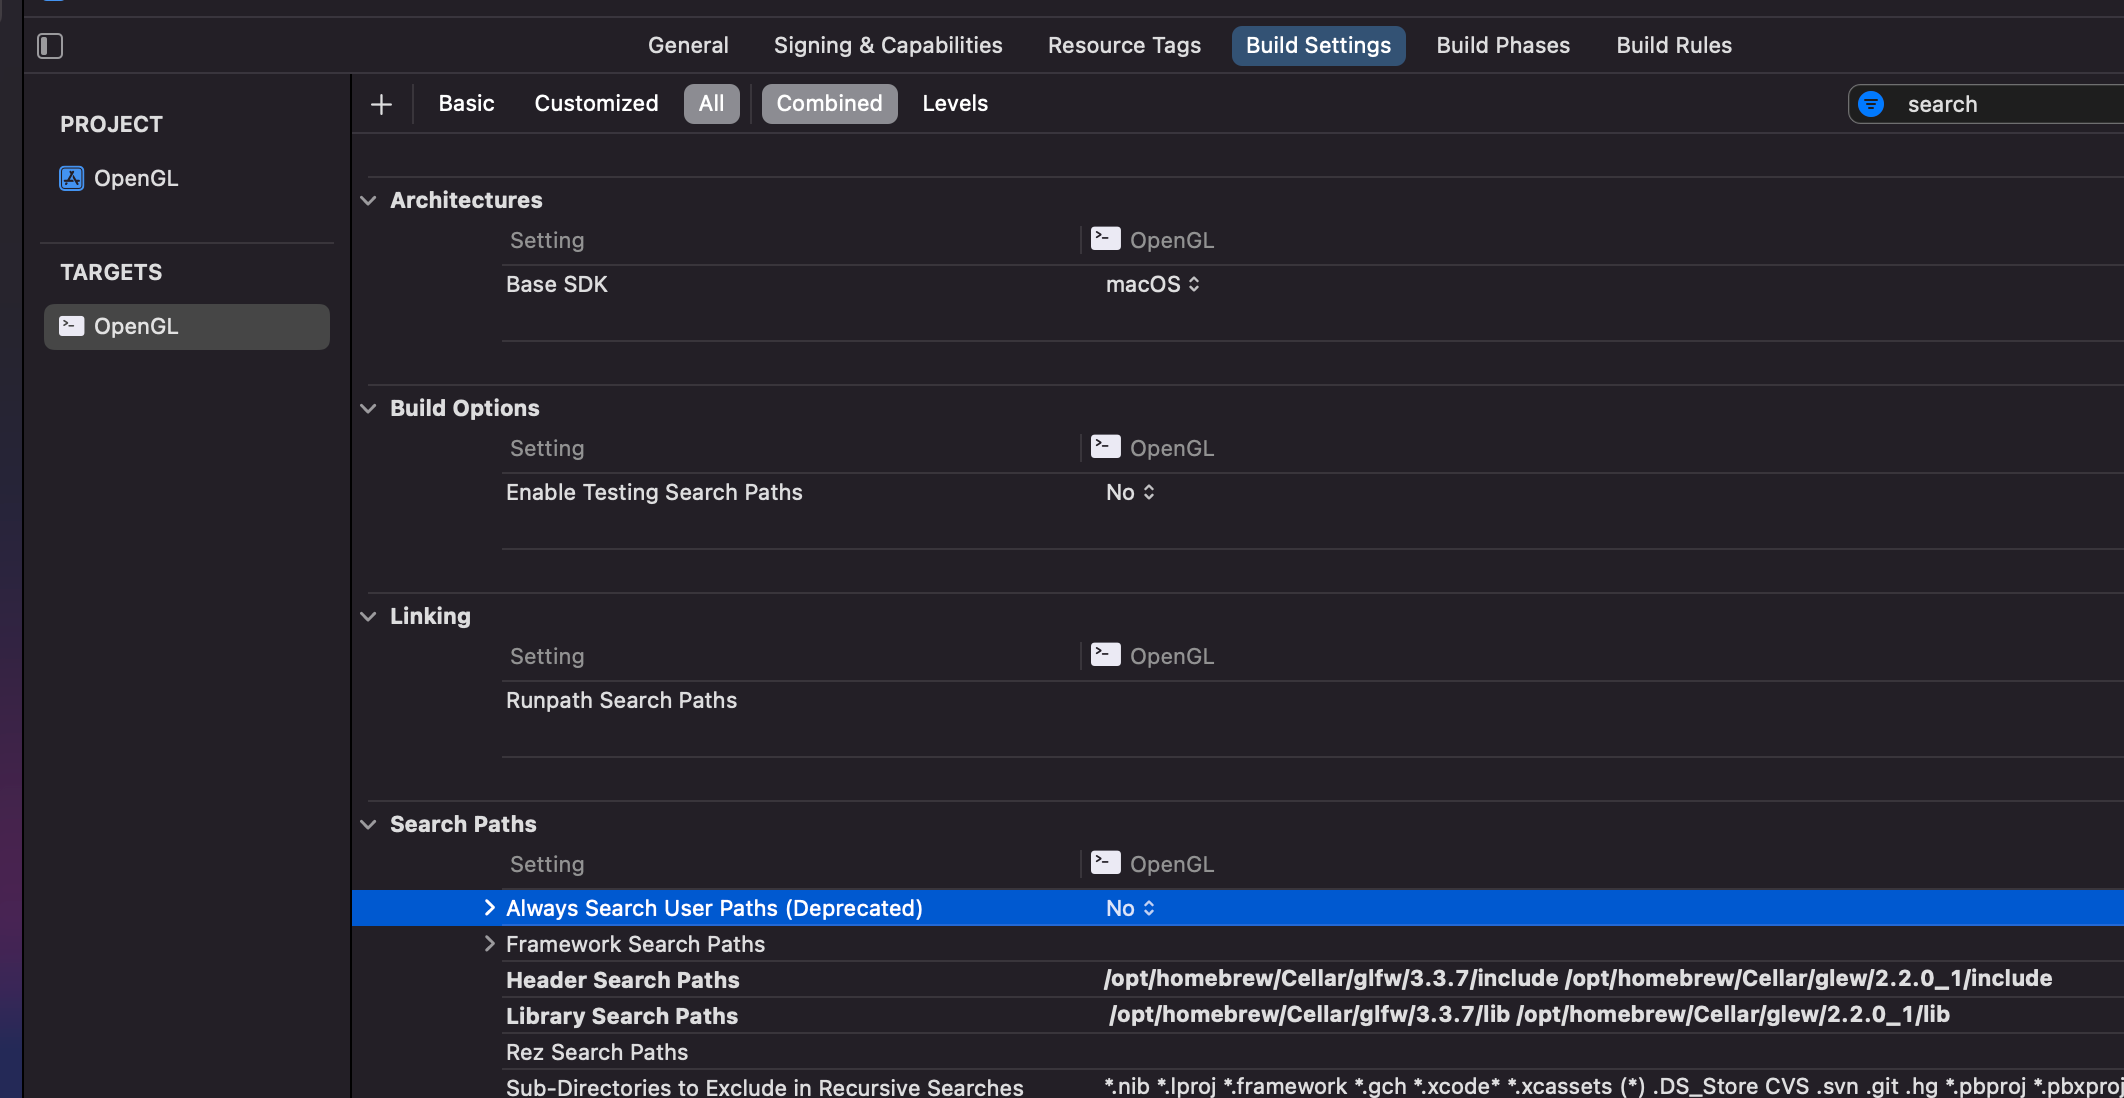 General Signing & Capabilities Resource Tags Build Settings Build Phases Build Rules
Basic Customized All Combined Levels search
PROJECT
OpenGL
TARGETS
OpenGL
Architectures
Setting OpenGL
Base SDK macOS
Build Options
Setting OpenGL
Enable Testing Search Paths No
Linking
Setting OpenGL
Runpath Search Paths
Search Paths
Setting OpenGL
Always Search User Paths (Deprecated) No
Framework Search Paths
Header Search Paths /opt/homebrew/Cellar/glfw/3.3.7/include /opt/homebrew/Cellar/glew/2.2.0_1/include
Library Search Paths /opt/homebrew/Cellar/glfw/3.3.7/lib /opt/homebrew/Cellar/glew/2.2.0_1/lib
Rez Search Paths
Sub-Directories to Exclude in Recursive Searches *.nib *.lproj *.framework *.gch *.xcode* *.xcassets (*) .DS_Store CVS .svn .git .hg *.pbproj *.pbxproj